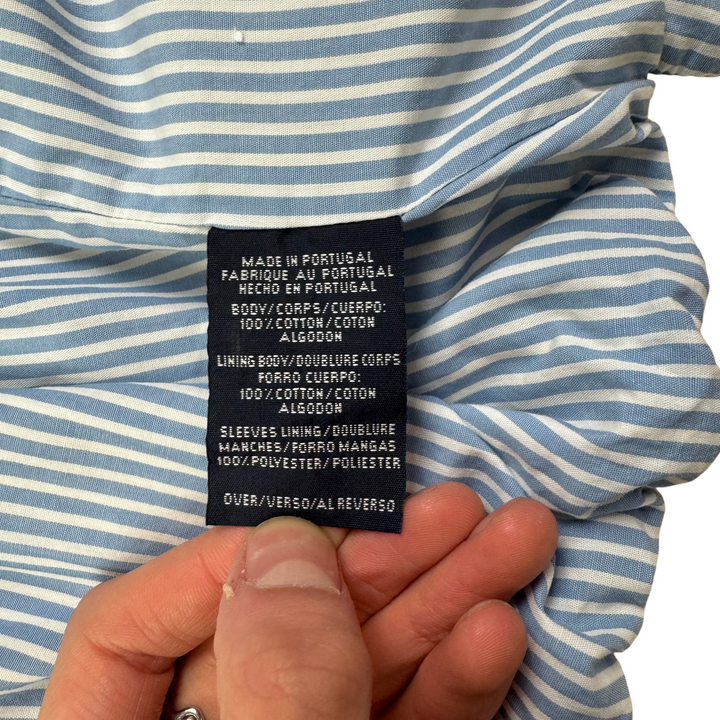 MADE IN PORTUGAL
FABRIQUE AU PORTUGAL
HECHO EN PORTUGAL
BODY/CORPS/CUERPO:
100% COTTON/COTON
ALGODON
LINING BODY/DOUBLURE CORPS
FORRO CUERPO:
100% COTTON/COTON
ALGODON
SLEEVES LINING/DOUBLURE
MANCHES/FORRO MANGAS
100% POLYESTER/POLIESTER
OVER/VERSO/AL REVERSO